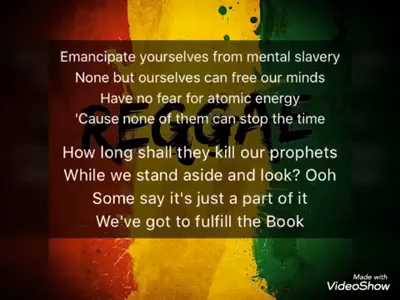 Emancipate yourselves from mental slavery
None but ourselves can free our minds
Have no fear for atomic energy
'Cause none of them can stop the time
REGGAE
How long shall they kill our prophets
While we stand aside and look? Ooh
Some say it's just a part of it
We've got to fulfill the Book
Made with
VideoShow